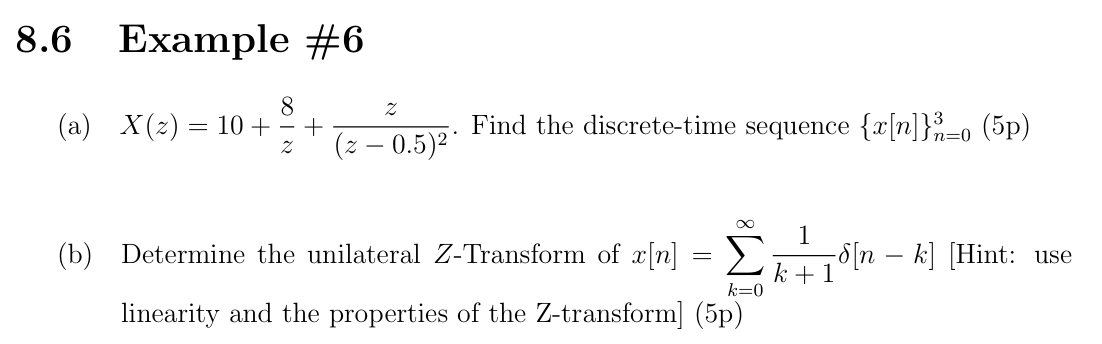 8.6 Example #6
(a) $X(z) = 10 + \frac{8}{z} + \frac{z}{(z-0.5)^2}$. Find the discrete-time sequence $\{x[n]\}_{n=0}^{3}$ (5p)
(b) Determine the unilateral $Z$-Transform of $x[n] = \sum_{k=0}^{\infty} \frac{1}{k+1} \delta[n-k]$ [Hint: use
linearity and the properties of the Z-transform] (5p)